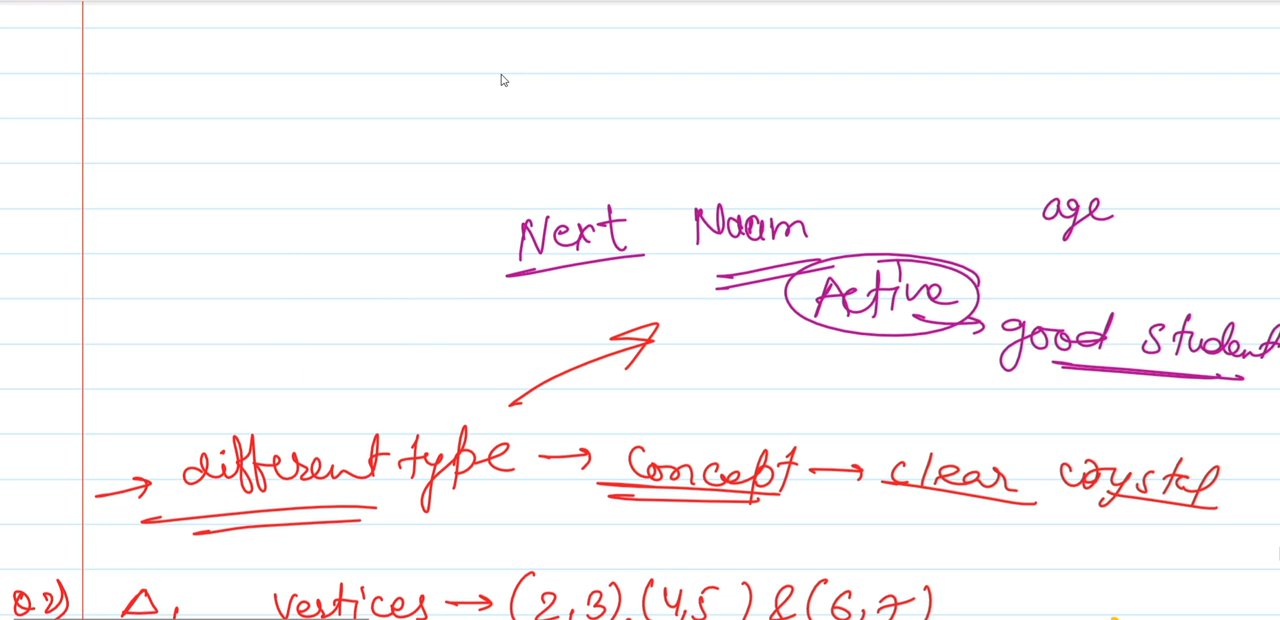 Next Naam age
Active
→ good student
→ different type → Concept → clear crystal
Q2) Δ, vertices → (2,3), (4,5) & (6,7)